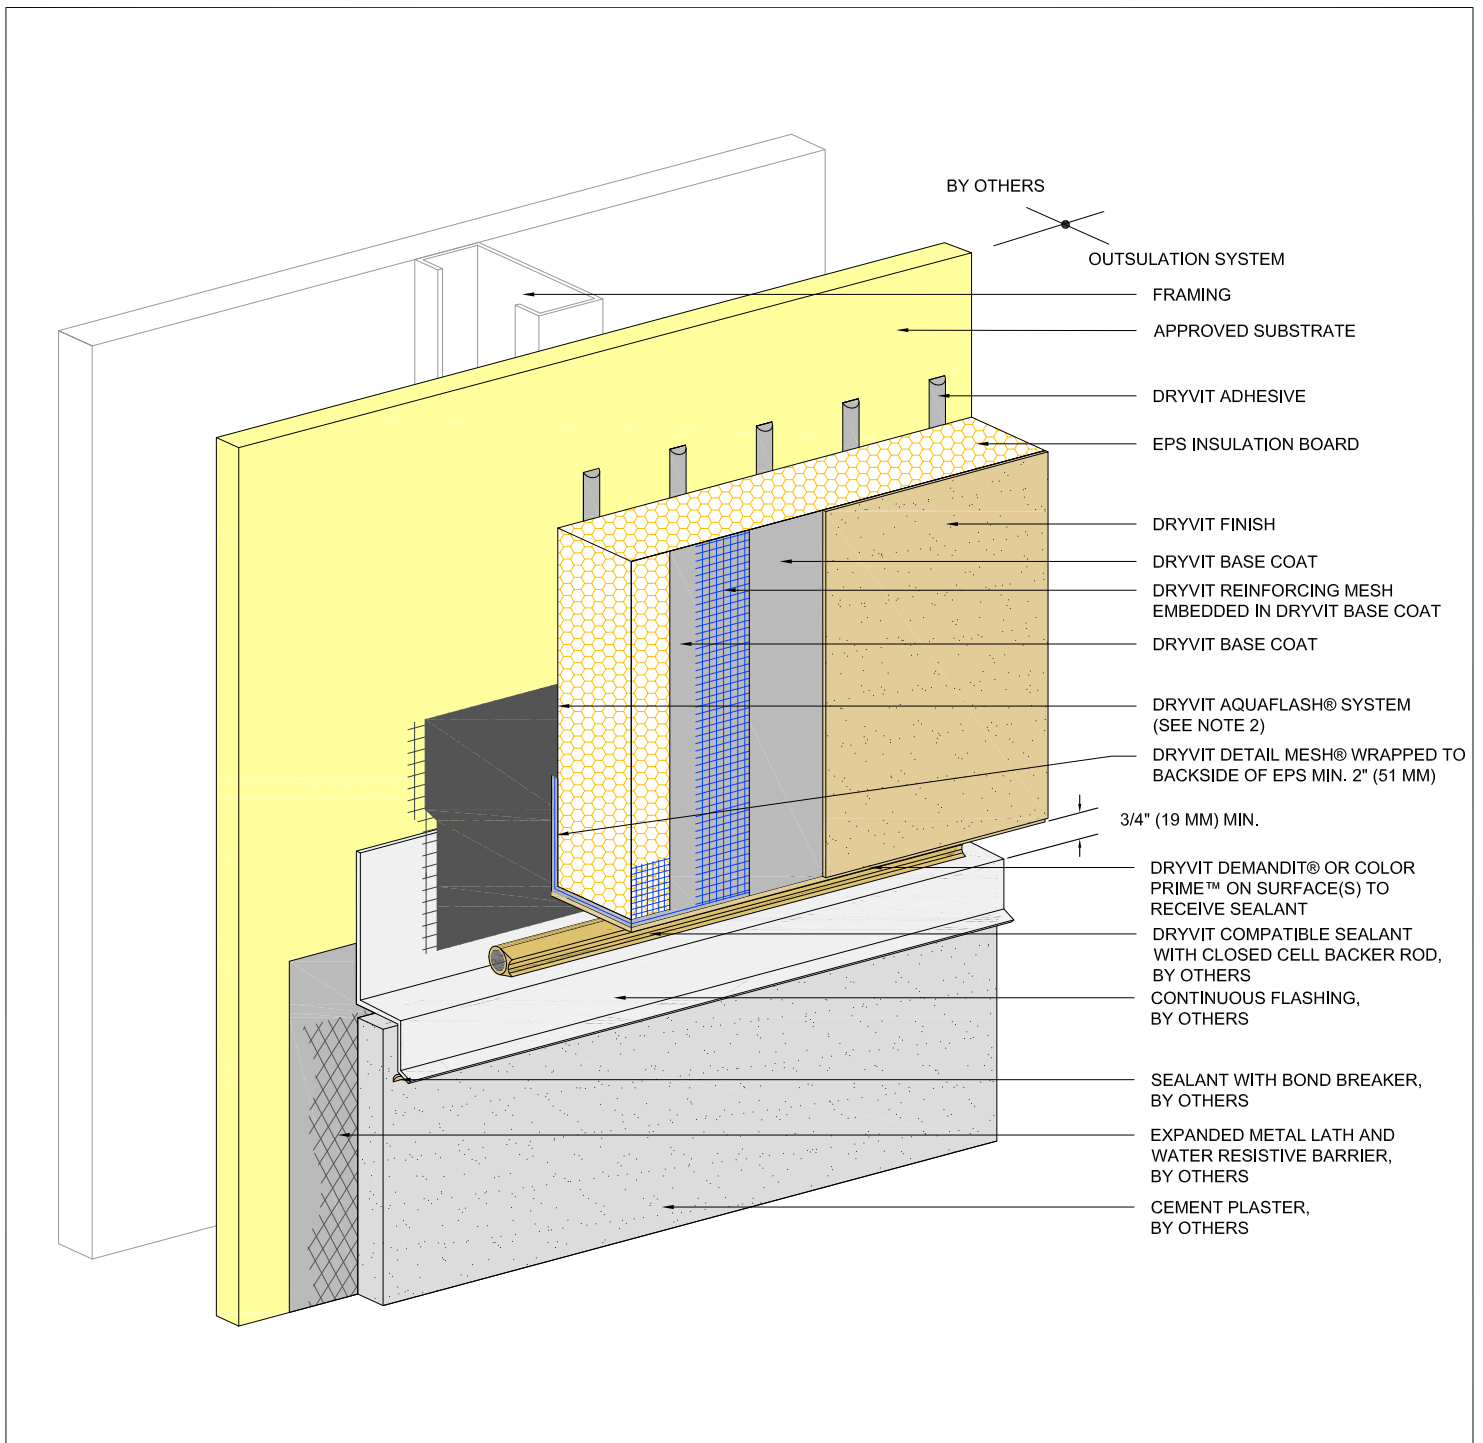 BY OTHERS
OUTSULATION SYSTEM
FRAMING
APPROVED SUBSTRATE
DRYVIT ADHESIVE
EPS INSULATION BOARD
DRYVIT FINISH
DRYVIT BASE COAT
DRYVIT REINFORCING MESH
EMBEDDED IN DRYVIT BASE COAT
DRYVIT BASE COAT
DRYVIT AQUAFLASH® SYSTEM
(SEE NOTE 2)
DRYVIT DETAIL MESH® WRAPPED TO
BACKSIDE OF EPS MIN. 2" (51 MM)
3/4" (19 MM) MIN.
DRYVIT DEMANDIT® OR COLOR
PRIME™ ON SURFACE(S) TO
RECEIVE SEALANT
DRYVIT COMPATIBLE SEALANT
WITH CLOSED CELL BACKER ROD,
BY OTHERS
CONTINUOUS FLASHING,
BY OTHERS
SEALANT WITH BOND BREAKER,
BY OTHERS
EXPANDED METAL LATH AND
WATER RESISTIVE BARRIER,
BY OTHERS
CEMENT PLASTER,
BY OTHERS